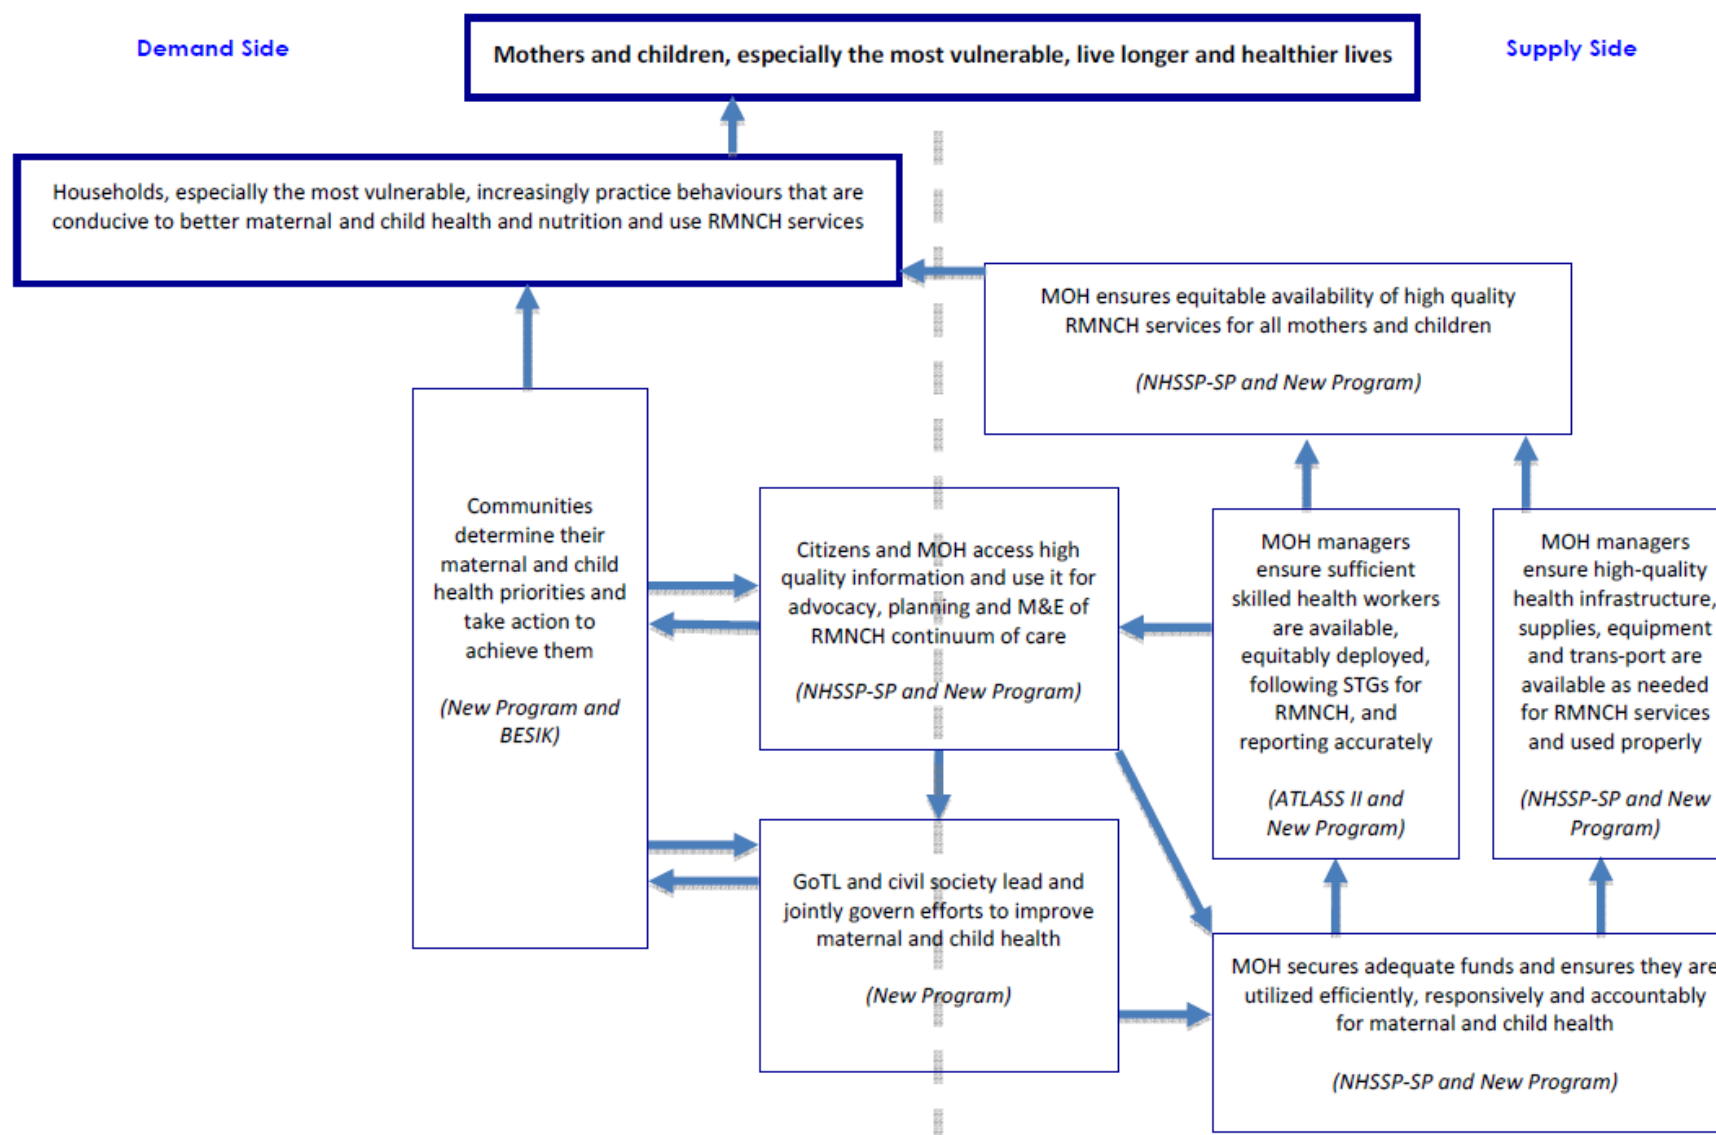 Demand Side
Mothers and children, especially the most vulnerable, live longer and healthier lives
Supply Side
Households, especially the most vulnerable, increasingly practice behaviours that are
conducive to better maternal and child health and nutrition and use RMNCH services
MOH ensures equitable availability of high quality
RMNCH services for all mothers and children
(NHSSP-SP and New Program)
Communities
determine their
maternal and child
health priorities and
take action to
achieve them
(New Program and
BESIK)
Citizens and MOH access high
quality information and use it for
advocacy, planning and M&E of
RMNCH continuum of care
(NHSSP-SP and New Program)
MOH managers
ensure sufficient
skilled health workers
are available,
equitably deployed,
following STGs for
RMNCH, and
reporting accurately
(ATLASS II and
New Program)
MOH managers
ensure high-quality
health infrastructure,
supplies, equipment
and trans-port are
available as needed
for RMNCH services
and used properly
(NHSSP-SP and New
Program)
GoTL and civil society lead and
jointly govern efforts to improve
maternal and child health
(New Program)
MOH secures adequate funds and ensures they are
utilized efficiently, responsively and accountably
for maternal and child health
(NHSSP-SP and New Program)